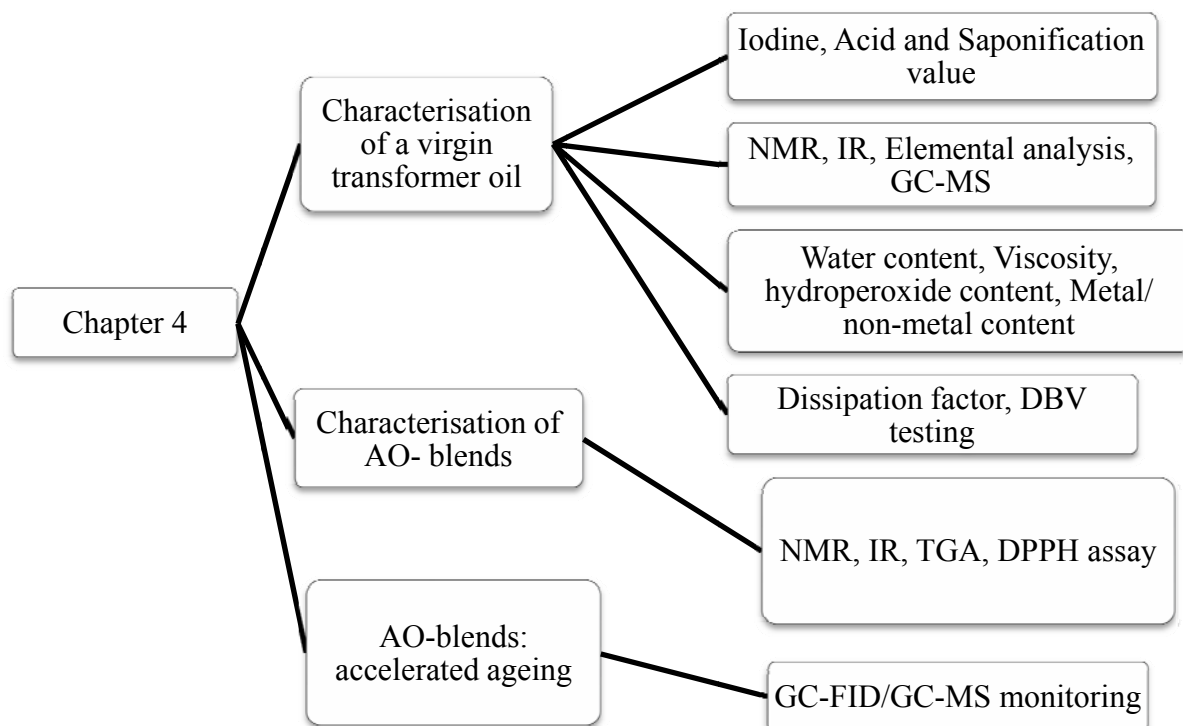 Chapter 4
Characterisation
of a virgin
transformer oil
Iodine, Acid and Saponification
value
NMR, IR, Elemental analysis,
GC-MS
Water content, Viscosity,
hydroperoxide content, Metal/
non-metal content
Dissipation factor, DBV
testing
Characterisation of
AO- blends
NMR, IR, TGA, DPPH assay
AO-blends:
accelerated ageing
GC-FID/GC-MS monitoring